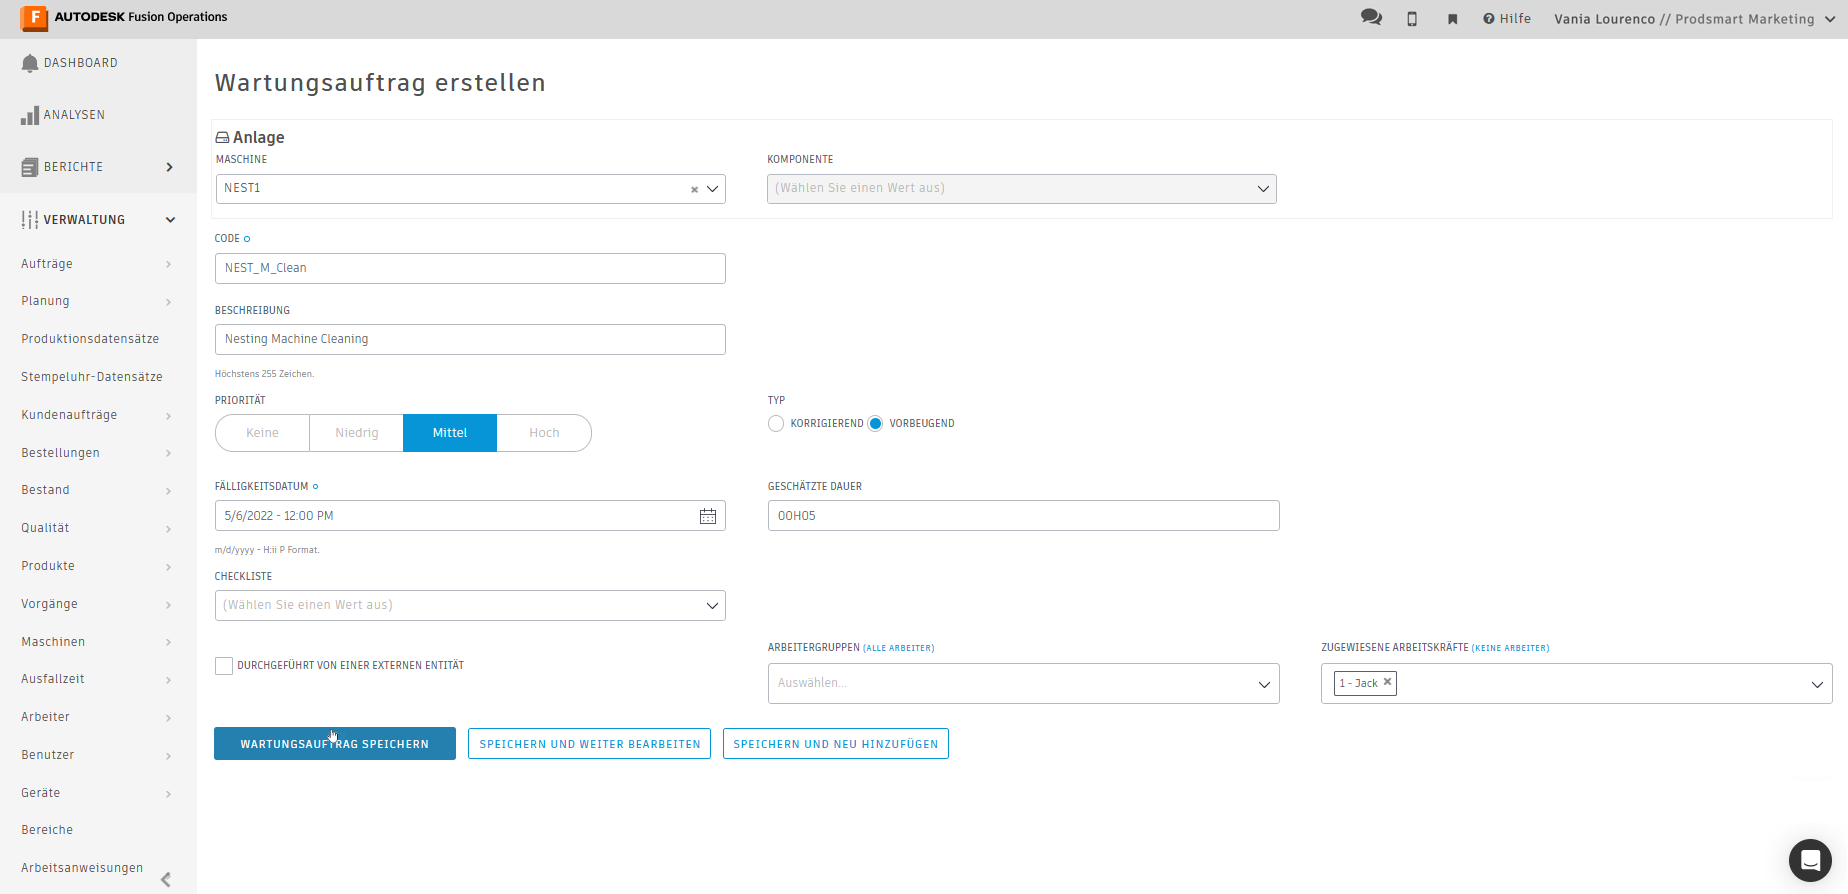 AUTODESK Fusion Operations
Hilfe
Vania Lourenco // Prodsmart Marketing
DASHBOARD
ANALYSEN
BERICHTE
VERWALTUNG
Aufträge
Planung
Produktionsdatensätze
Stempeluhr-Datensätze
Kundenaufträge
Bestellungen
Bestand
Qualität
Produkte
Vorgänge
Maschinen
Ausfallzeit
Arbeiter
Benutzer
Geräte
Bereiche
Arbeitsanweisungen
Wartungsauftrag erstellen
Anlage
MASCHINE
NEST1
KOMPONENTE
(Wählen Sie einen Wert aus)
CODE
NEST_M_Clean
BESCHREIBUNG
Nesting Machine Cleaning
Höchstens 255 Zeichen.
PRIORITÄT
Keine Niedrig Mittel Hoch
TYP
KORRIGIEREND VORBEUGEND
FÄLLIGKEITSDATUM
5/6/2022 - 12:00 PM
m/d/yyyy - H:ii P Format.
GESCHÄTZTE DAUER
00H05
CHECKLISTE
(Wählen Sie einen Wert aus)
DURCHGEFÜHRT VON EINER EXTERNEN ENTITÄT
ARBEITERGRUPPEN (ALLE ARBEITER)
Auswählen...
ZUGEWIESENE ARBEITSKRÄFTE (KEINE ARBEITER)
1 - Jack
WARTUNGSAUFTRAG SPEICHERN
SPEICHERN UND WEITER BEARBEITEN
SPEICHERN UND NEU HINZUFÜGEN